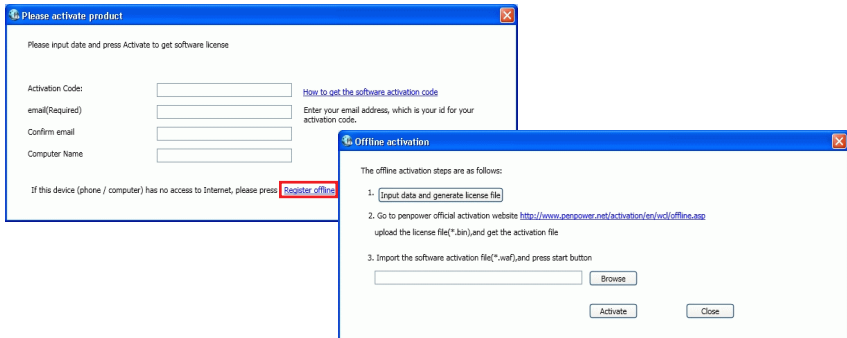 Please activate product
Please input date and press Activate to get software license
Activation Code:
How to get the software activation code
email(Required)
Enter your email address, which is your id for your
activation code.
Confirm email
Computer Name
If this device (phone / computer) has no access to Internet, please press Register offline
Offline activation
The offline activation steps are as follows:
1. Input data and generate license file
2. Go to penpower official activation website http://www.penpower.net/activation/en/wcl/offline.asp
upload the license file(*.bin),and get the activation file
3. Import the software activation file(*.waf),and press start button
Browse
Activate Close